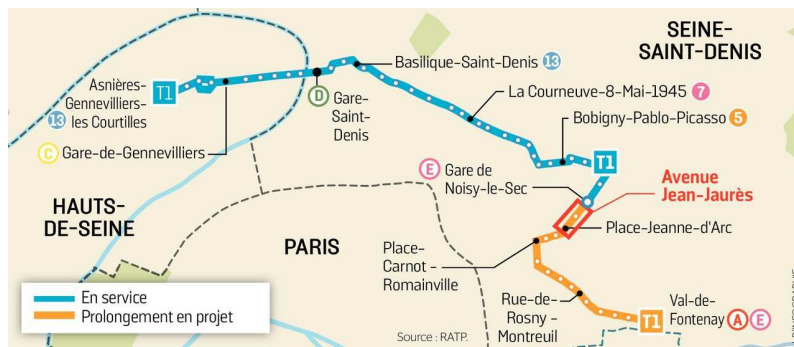 SEINE-
SAINT-DENIS
Basilique-Saint-Denis 13
Asnières-
Gennevilliers-
les Courtilles
13
T1
D Gare-
Saint-
Denis
La Courneuve-8-Mai-1945 7
Bobigny-Pablo-Picasso 5
C Gare-de-Gennevilliers
T1
E Gare de
Noisy-le-Sec
Avenue
Jean-Jaurès
HAUTS-
DE-SEINE
PARIS
Place-Jeanne-d'Arc
Place-
Carnot -
Romainville
En service
Prolongement en projet
Rue-de-
Rosny -
Montreuil
T1
Val-de-
Fontenay A E
Source : RATP.